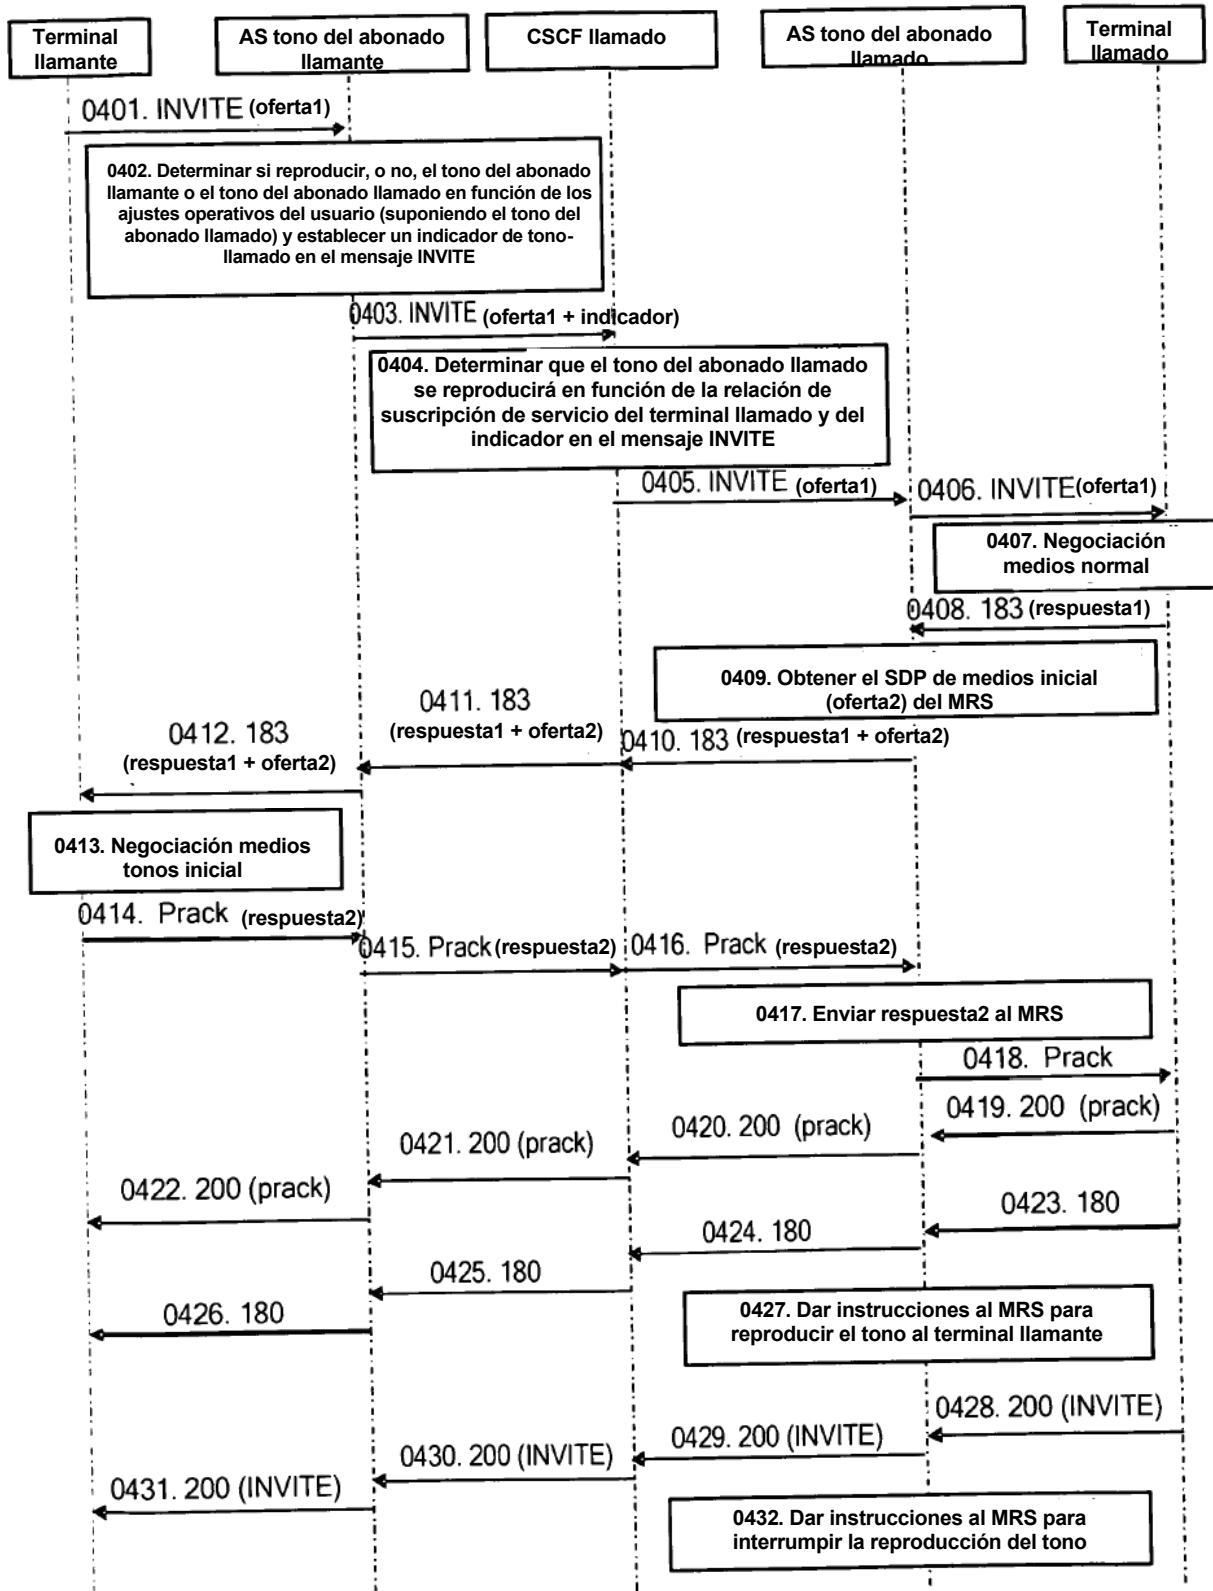 Terminal
llamante
AS tono del abonado
llamante
CSCF llamado
AS tono del abonado
llamado
Terminal
llamado
0401. INVITE (oferta1)
0402. Determinar si reproducir, o no, el tono del abonado
llamante o el tono del abonado llamado en función de los
ajustes operativos del usuario (suponiendo el tono del
abonado llamado) y establecer un indicador de tono-
llamado en el mensaje INVITE
0403. INVITE (oferta1 + indicador)
0404. Determinar que el tono del abonado llamado
se reproducirá en función de la relación de
suscripción de servicio del terminal llamado y del
indicador en el mensaje INVITE
0405. INVITE (oferta1)
0406. INVITE(oferta1)
0407. Negociación
medios normal
0408. 183 (respuesta1)
0409. Obtener el SDP de medios inicial
(oferta2) del MRS
0410. 183 (respuesta1 + oferta2)
0411. 183
(respuesta1 + oferta2)
0412. 183
(respuesta1 + oferta2)
0413. Negociación medios
tonos inicial
0414. Prack (respuesta2)
0415. Prack (respuesta2)
0416. Prack (respuesta2)
0417. Enviar respuesta2 al MRS
0418. Prack
0419. 200 (prack)
0420. 200 (prack)
0421. 200 (prack)
0422. 200 (prack)
0423. 180
0424. 180
0425. 180
0426. 180
0427. Dar instrucciones al MRS para
reproducir el tono al terminal llamante
0428. 200 (INVITE)
0429. 200 (INVITE)
0430. 200 (INVITE)
0431. 200 (INVITE)
0432. Dar instrucciones al MRS para
interrumpir la reproducción del tono